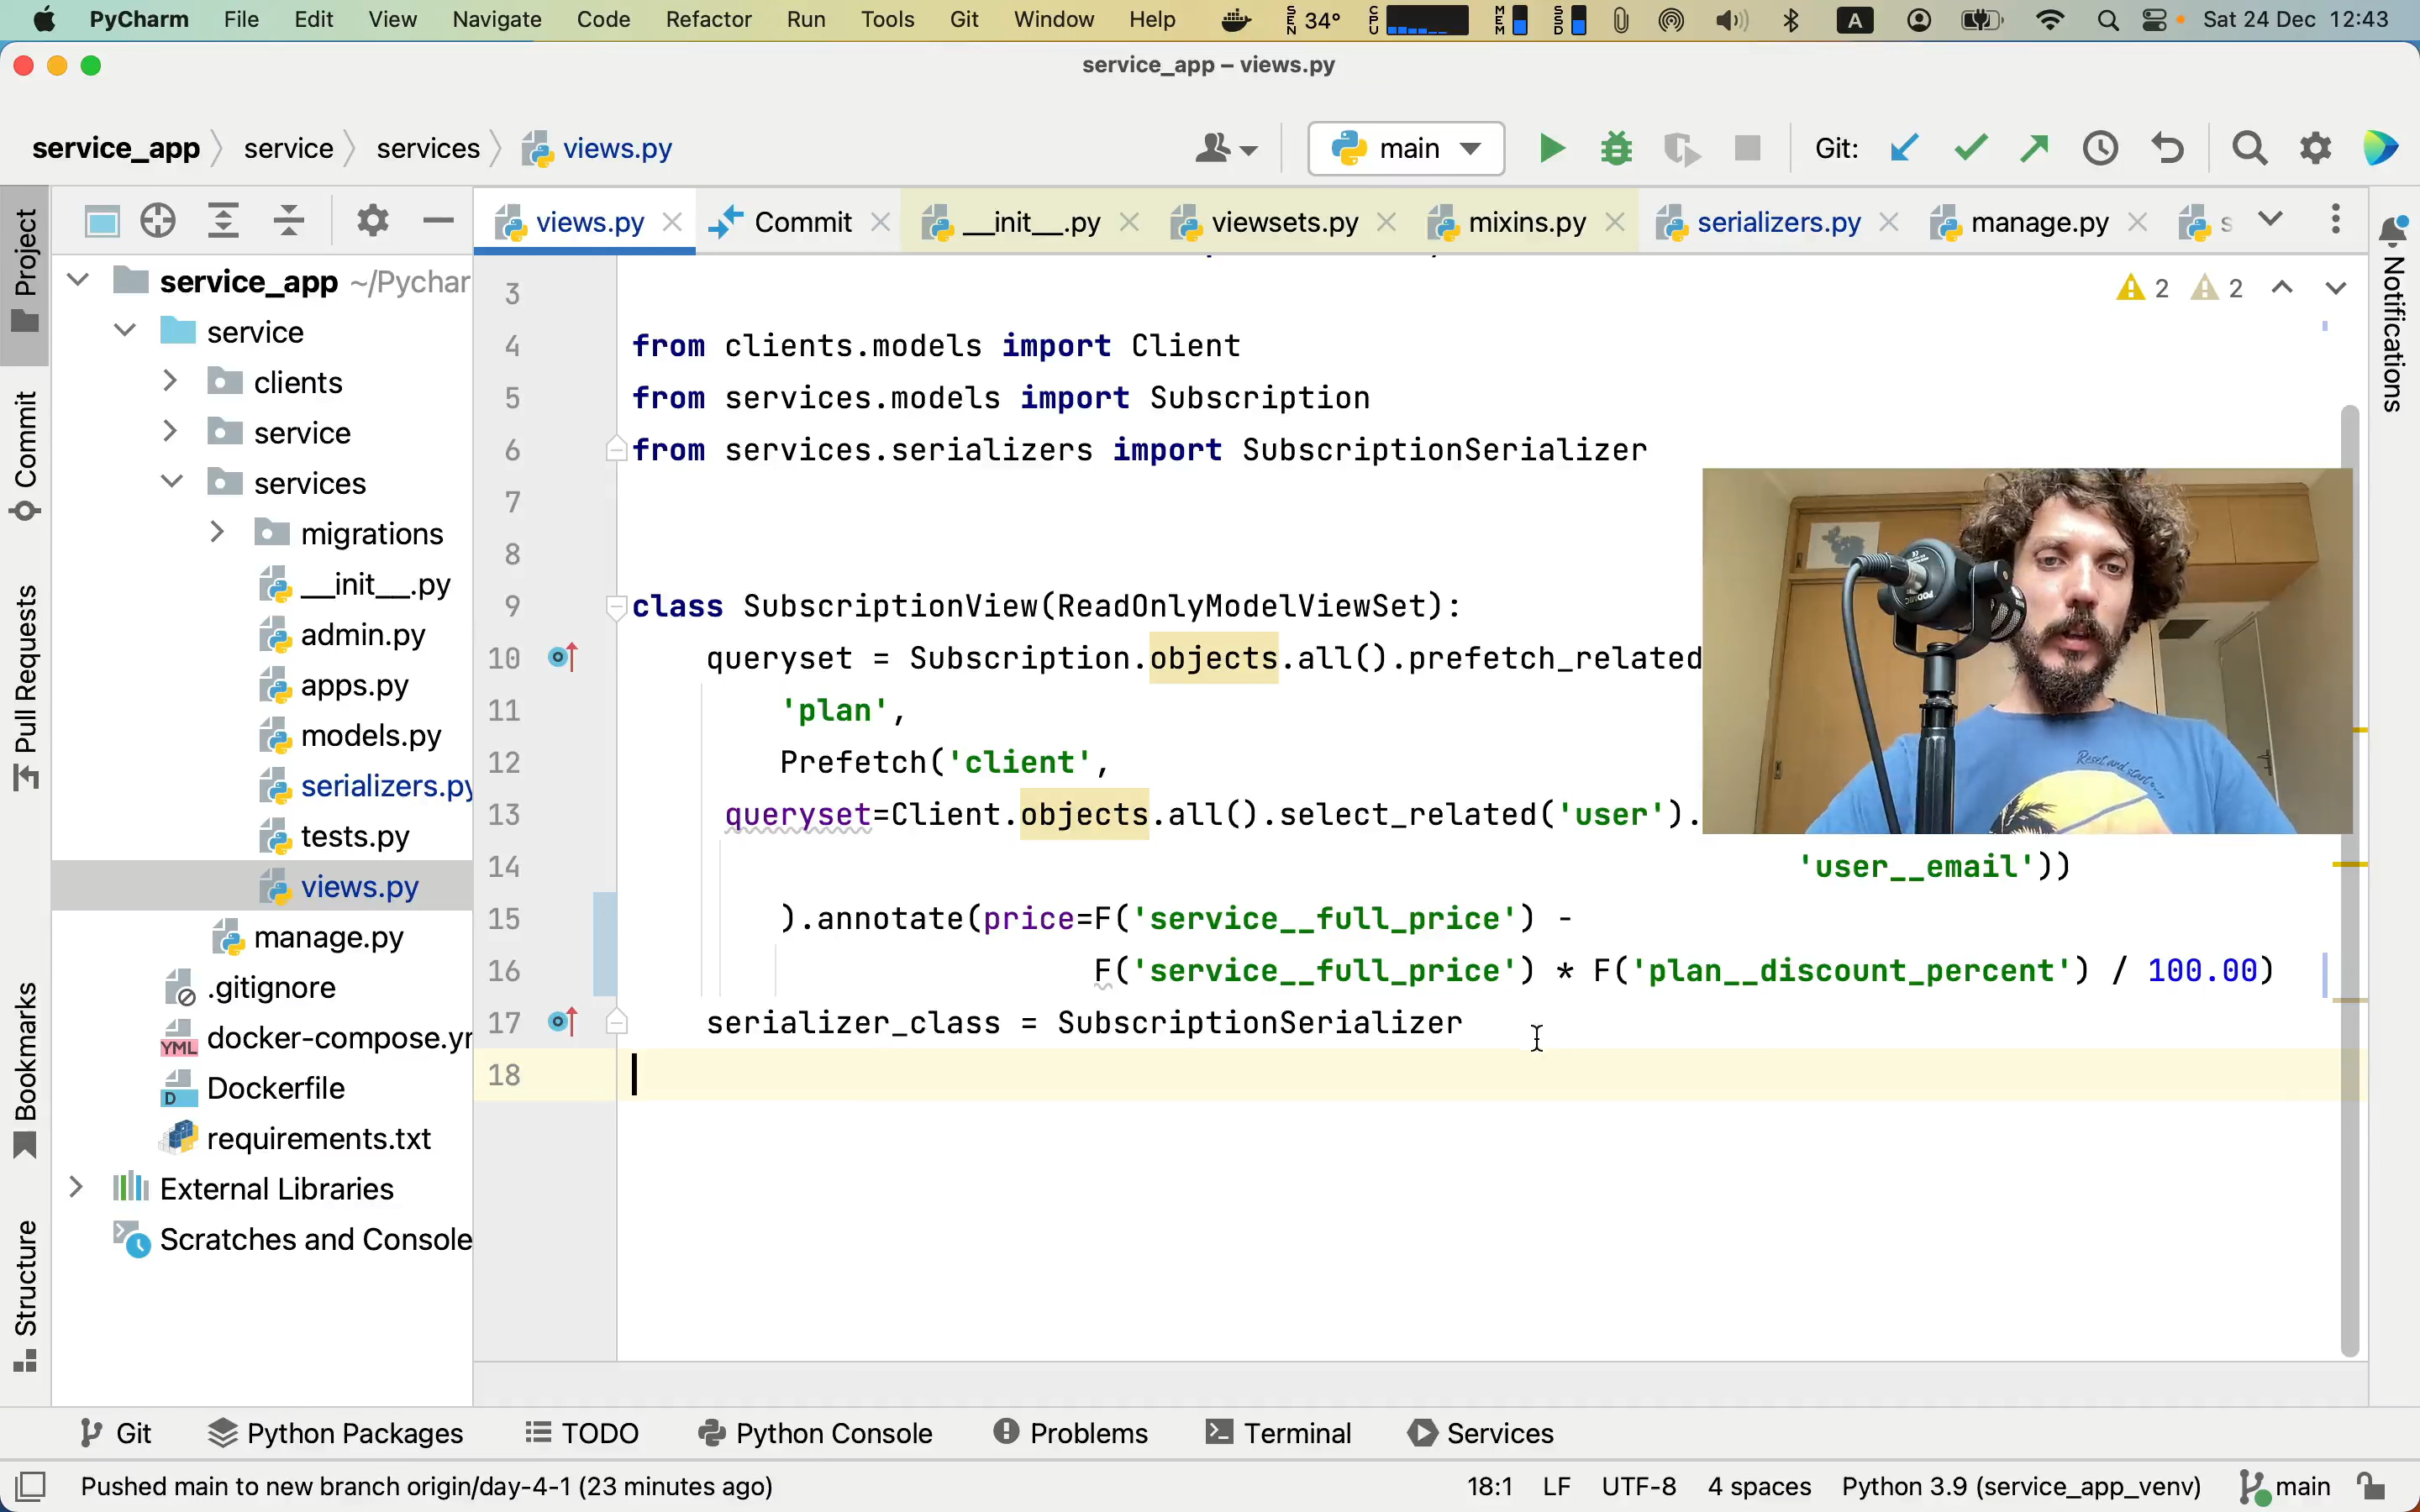 PyCharm File Edit View Navigate Code Refactor Run Tools Git Window Help SEN 34° CPU MEM SSD A Sat 24 Dec 12:43
service_app – views.py
service_app service services views.py main Git:
views.py Commit __init__.py viewsets.py mixins.py serializers.py manage.py s
Project
Commit
Pull Requests
Bookmarks
Structure
Notifications
service_app ~/Pychar
service
clients
service
services
migrations
__init__.py
admin.py
apps.py
models.py
serializers.py
tests.py
views.py
manage.py
.gitignore
docker-compose.yr
Dockerfile
requirements.txt
External Libraries
Scratches and Console
2 2
3
4 from clients.models import Client
5 from services.models import Subscription
6 from services.serializers import SubscriptionSerializer
7
8
9 class SubscriptionView(ReadOnlyModelViewSet):
10 queryset = Subscription.objects.all().prefetch_related
11 'plan',
12 Prefetch('client',
13 queryset=Client.objects.all().select_related('user').
14 'user__email'))
15 ).annotate(price=F('service__full_price') -
16 F('service__full_price') * F('plan__discount_percent') / 100.00)
17 serializer_class = SubscriptionSerializer
18
Reset and start over
Git Python Packages TODO Python Console Problems Terminal Services
Pushed main to new branch origin/day-4-1 (23 minutes ago) 18:1 LF UTF-8 4 spaces Python 3.9 (service_app_venv) main